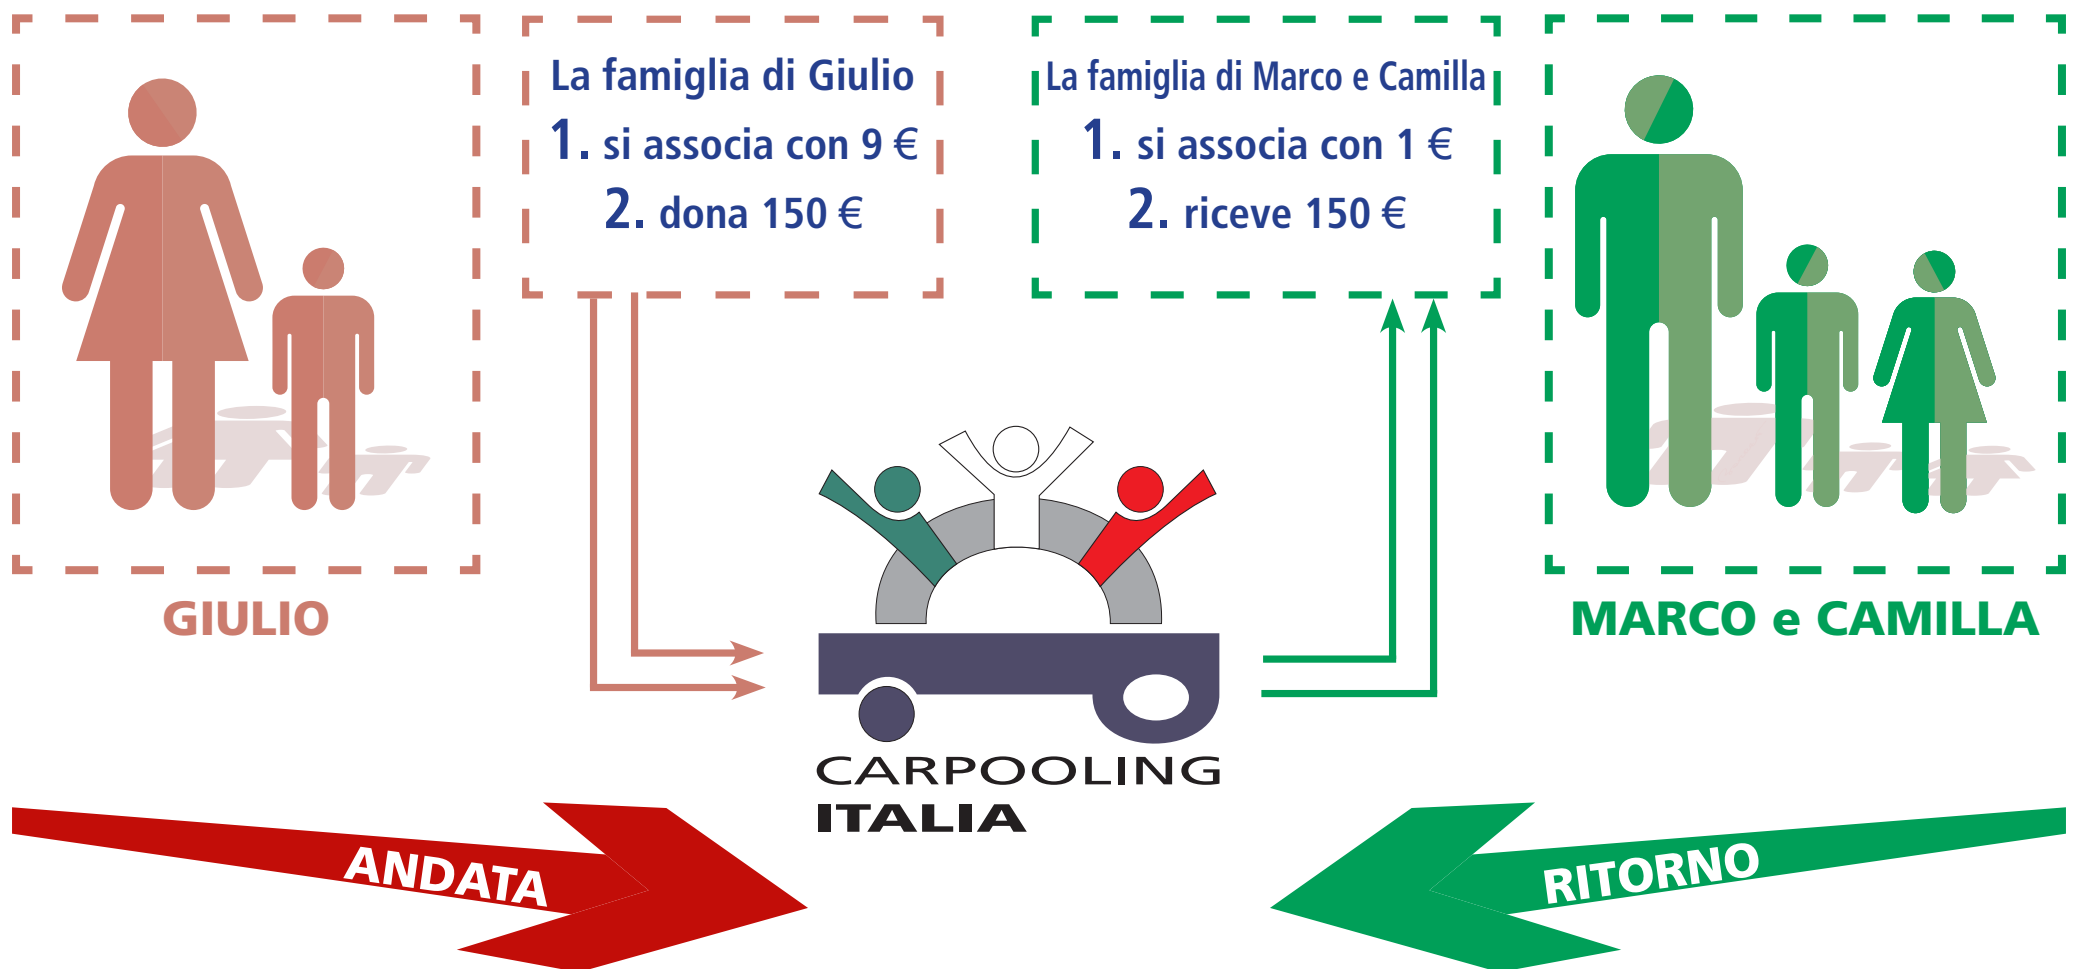 La famiglia di Giulio
1. si associa con 9 €
2. dona 150 €
La famiglia di Marco e Camilla
1. si associa con 1 €
2. riceve 150 €
GIULIO
MARCO e CAMILLA
CARPOOLING
ITALIA
ANDATA
RITORNO